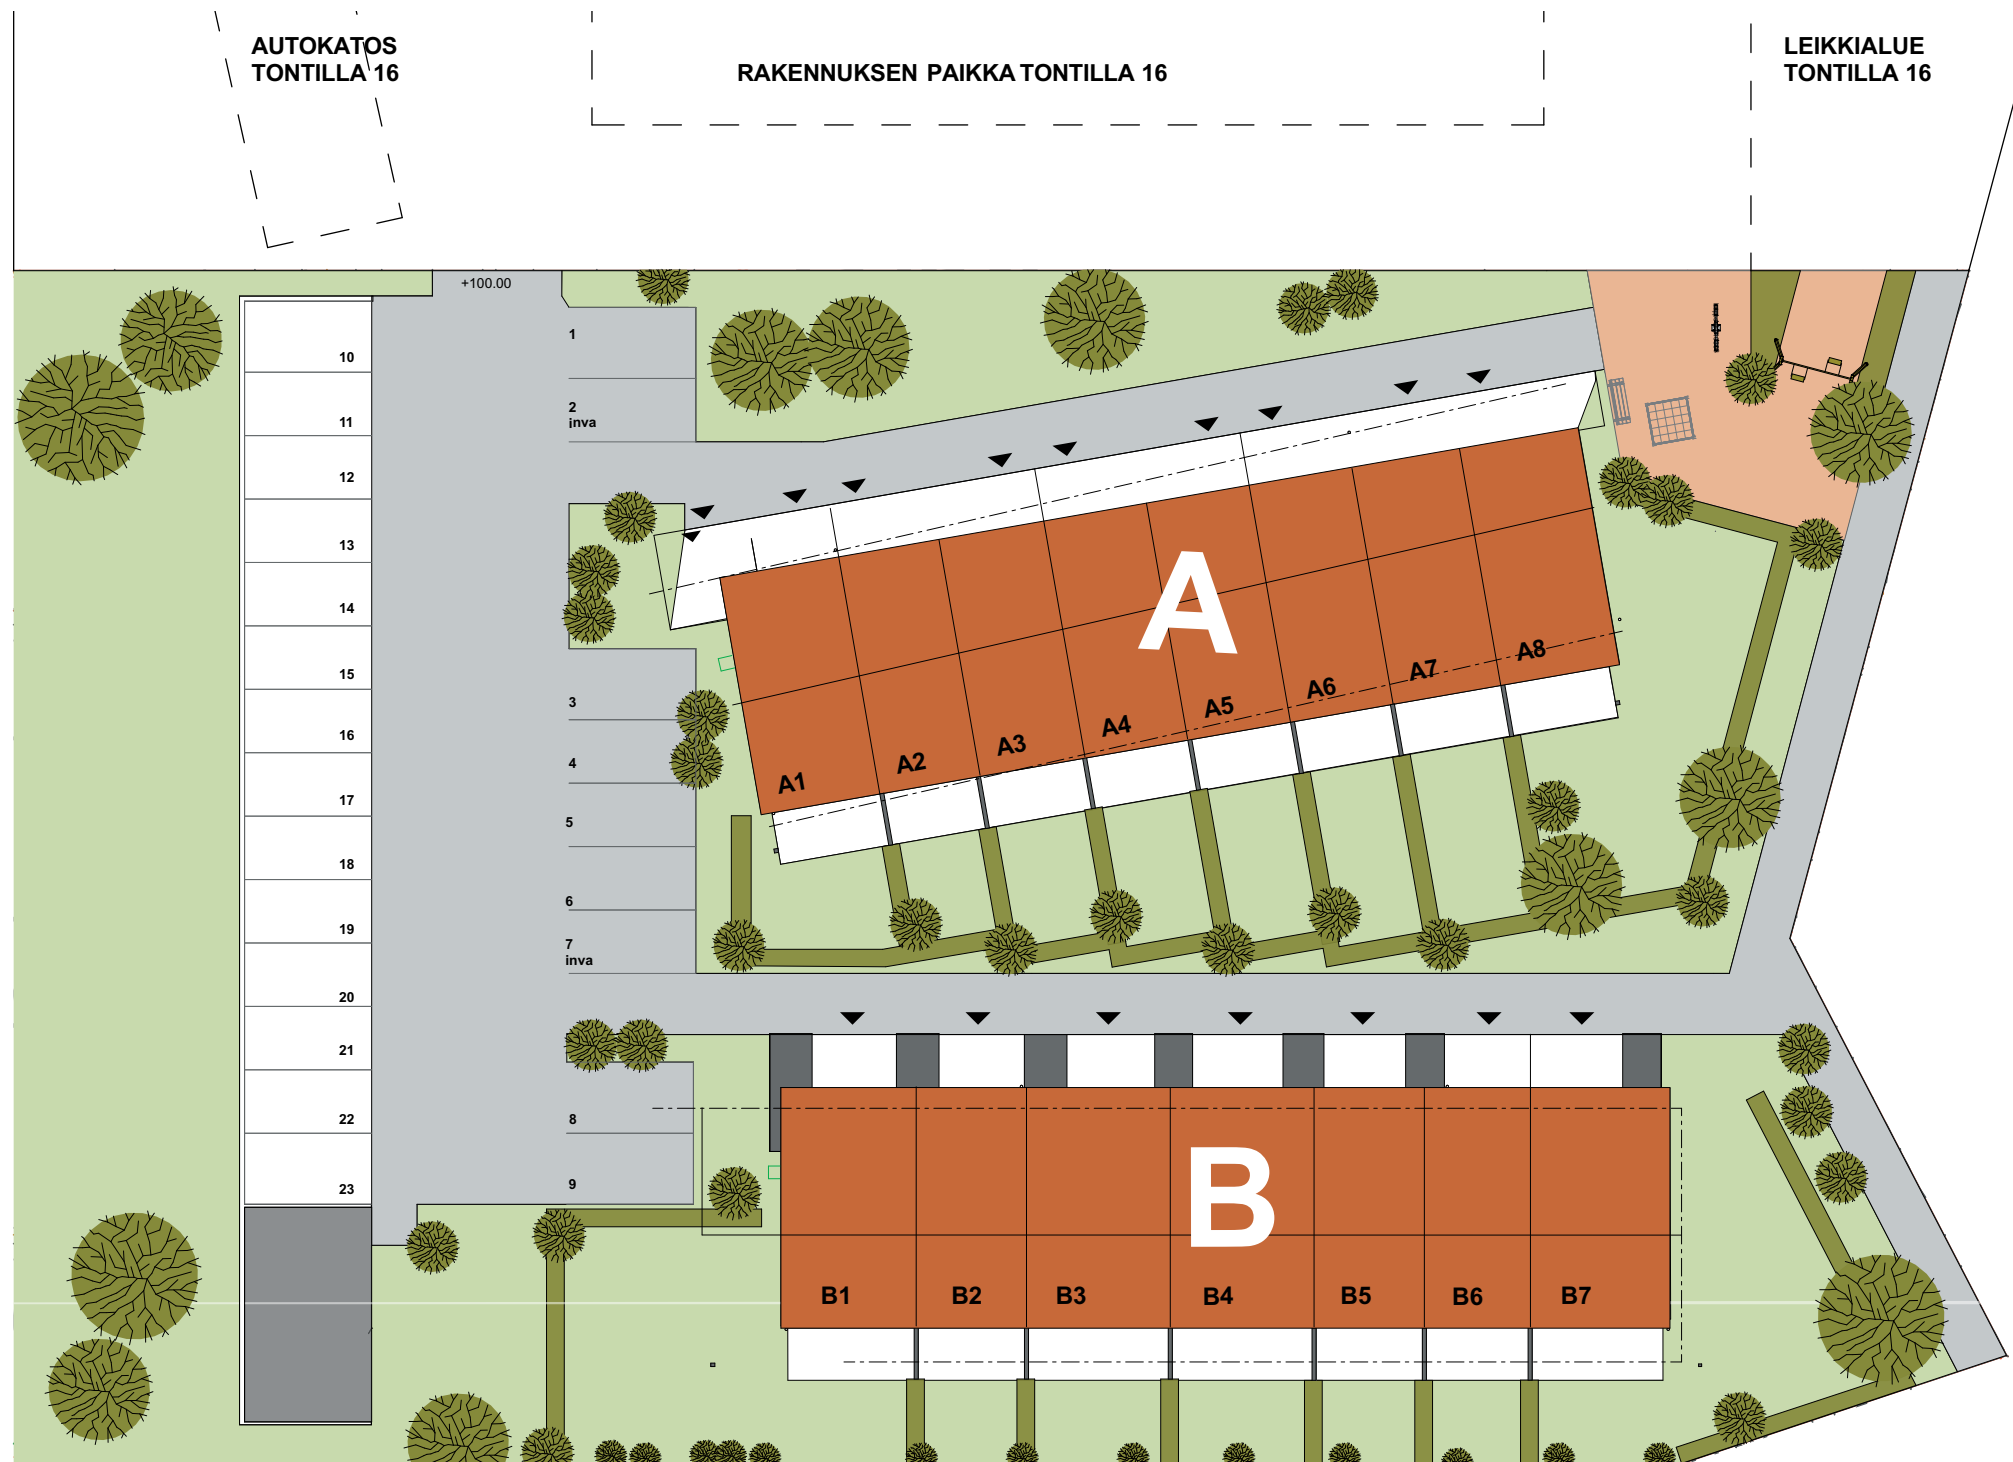 AUTOKATOS
TONTILLA 16
RAKENNUKSEN PAIKKA TONTILLA 16
LEIKKIALUE
TONTILLA 16
+100.00
1
2
inva
3
4
5
6
7
inva
8
9
10
11
12
13
14
15
16
17
18
19
20
21
22
23
A
A1
A2
A3
A4
A5
A6
A7
A8
B
B1
B2
B3
B4
B5
B6
B7